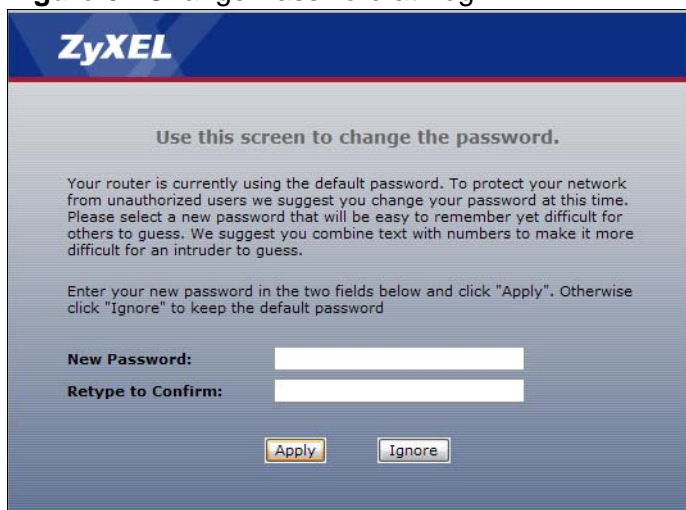 ZyXEL
Use this screen to change the password.
Your router is currently using the default password. To protect your network
from unauthorized users we suggest you change your password at this time.
Please select a new password that will be easy to remember yet difficult for
others to guess. We suggest you combine text with numbers to make it more
difficult for an intruder to guess.
Enter your new password in the two fields below and click "Apply". Otherwise
click "Ignore" to keep the default password
New Password:
Retype to Confirm:
Apply Ignore